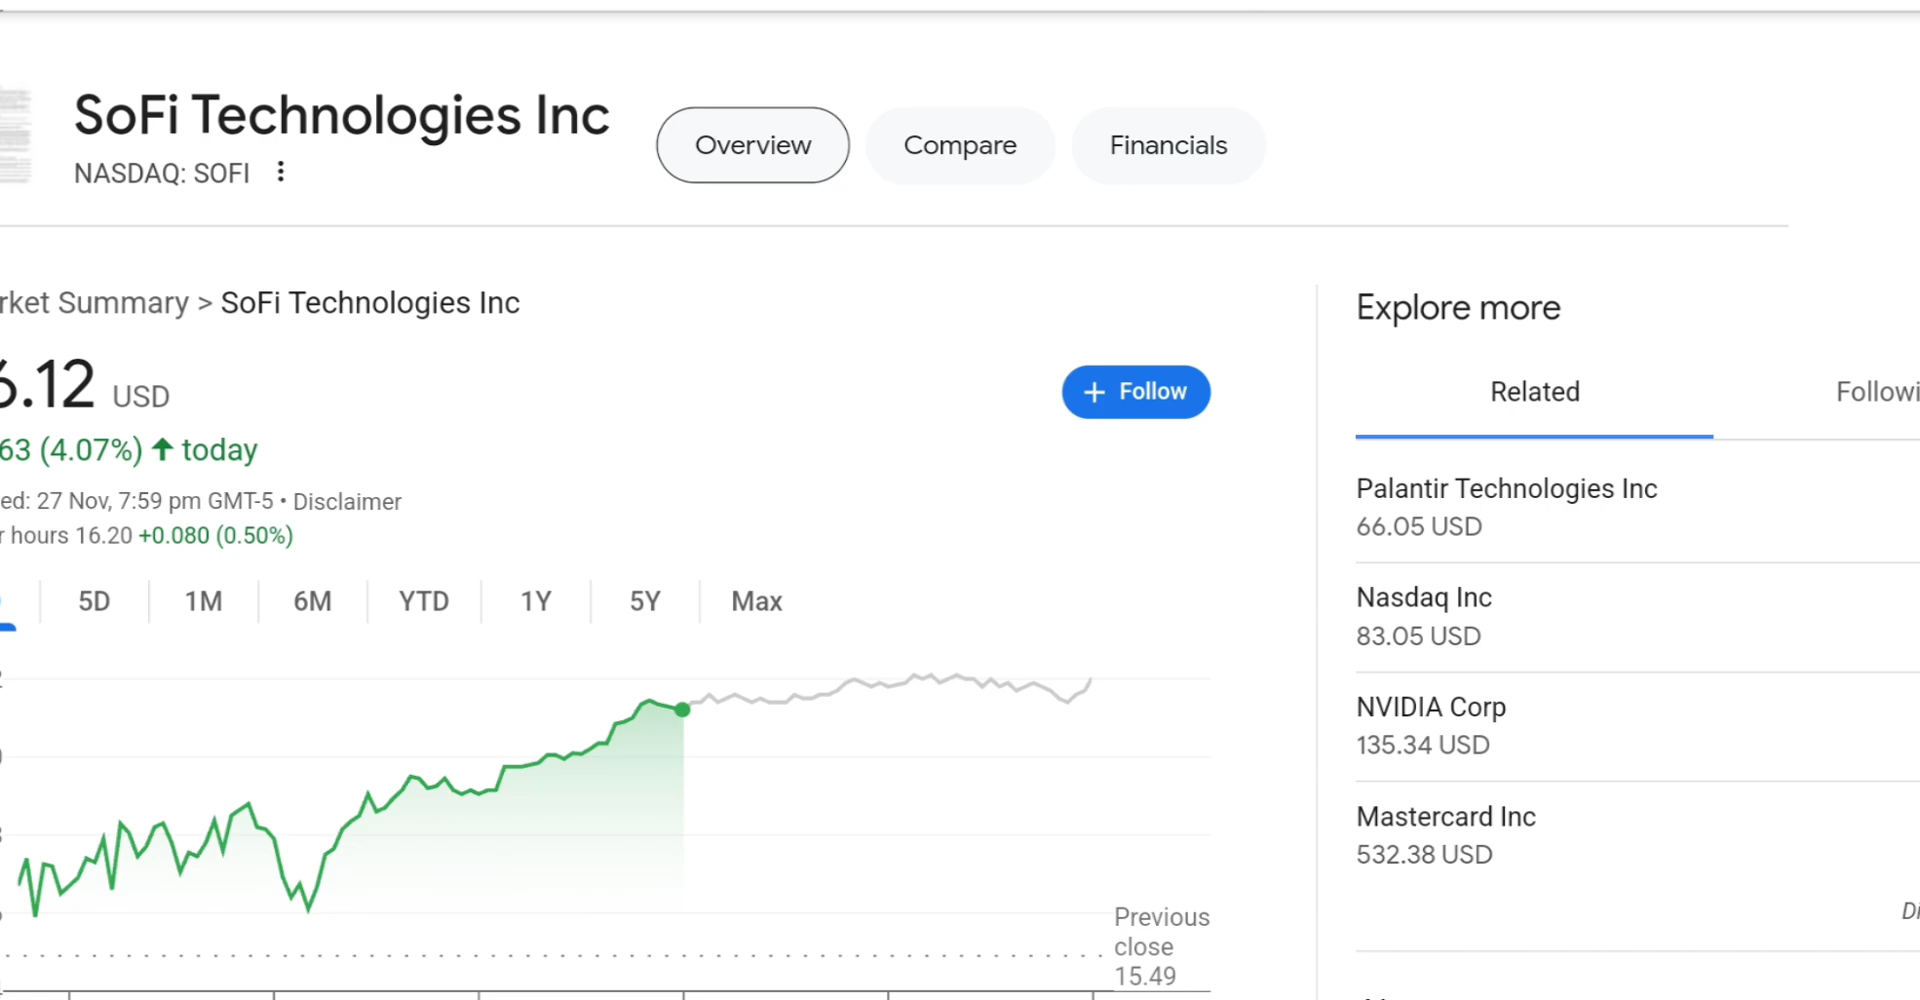 SoFi Technologies Inc
NASDAQ: SOFI
Overview
Compare
Financials
Market Summary > SoFi Technologies Inc
6.12 USD
63 (4.07%) today
27 Nov, 7:59 pm GMT-5 • Disclaimer
hours 16.20 +0.080 (0.50%)
+ Follow
5D
1M
6M
YTD
1Y
5Y
Max
Previous
close
15.49
Explore more
Related
Followi
Palantir Technologies Inc
66.05 USD
Nasdaq Inc
83.05 USD
NVIDIA Corp
135.34 USD
Mastercard Inc
532.38 USD